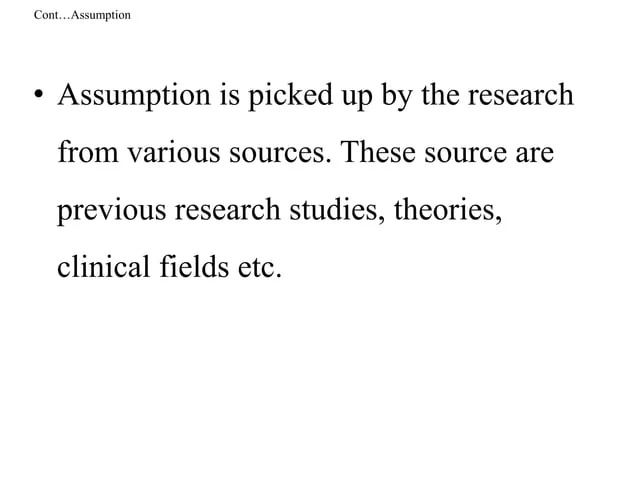 Cont…Assumption
• Assumption is picked up by the research
from various sources. These source are
previous research studies, theories,
clinical fields etc.